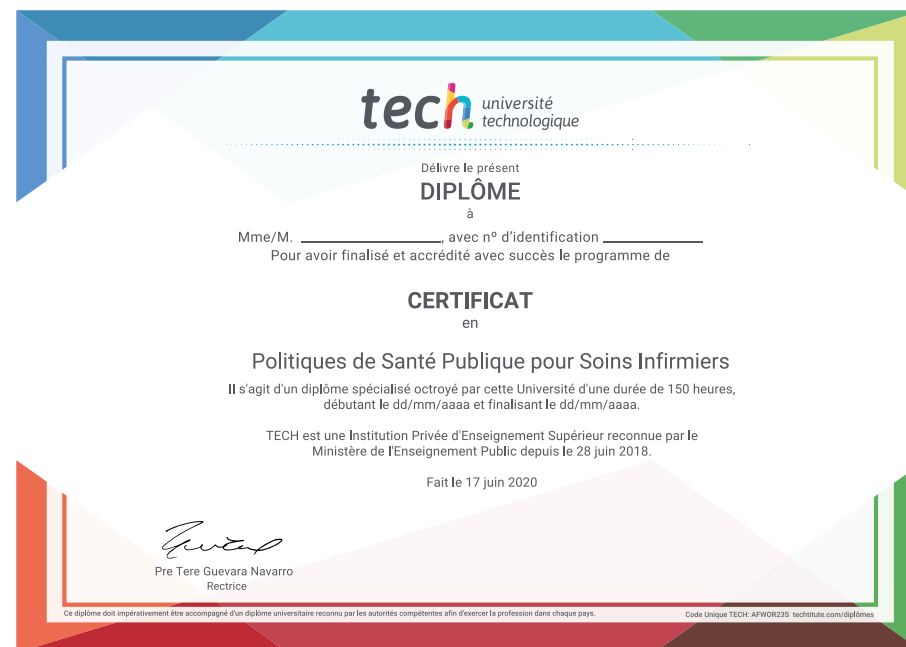 tech université
technologique
Délivre le présent
DIPLÔME
à
Mme/M. ____________________, avec nº d'identification ______________
Pour avoir finalisé et accrédité avec succès le programme de
CERTIFICAT
en
Politiques de Santé Publique pour Soins Infirmiers
Il s'agit d'un diplôme spécialisé octroyé par cette Université d'une durée de 150 heures,
débutant le dd/mm/aaaa et finalisant le dd/mm/aaaa.
TECH est une Institution Privée d'Enseignement Supérieur reconnue par le
Ministère de l'Enseignement Public depuis le 28 juin 2018.
Fait le 17 juin 2020
Pre Tere Guevara Navarro
Rectrice
Ce diplôme doit impérativement être accompagné d'un diplôme universitaire reconnu par les autorités compétentes afin d'exercer la profession dans chaque pays.
Code Unique TECH: AFWOR23S techtitute.com/diplômes